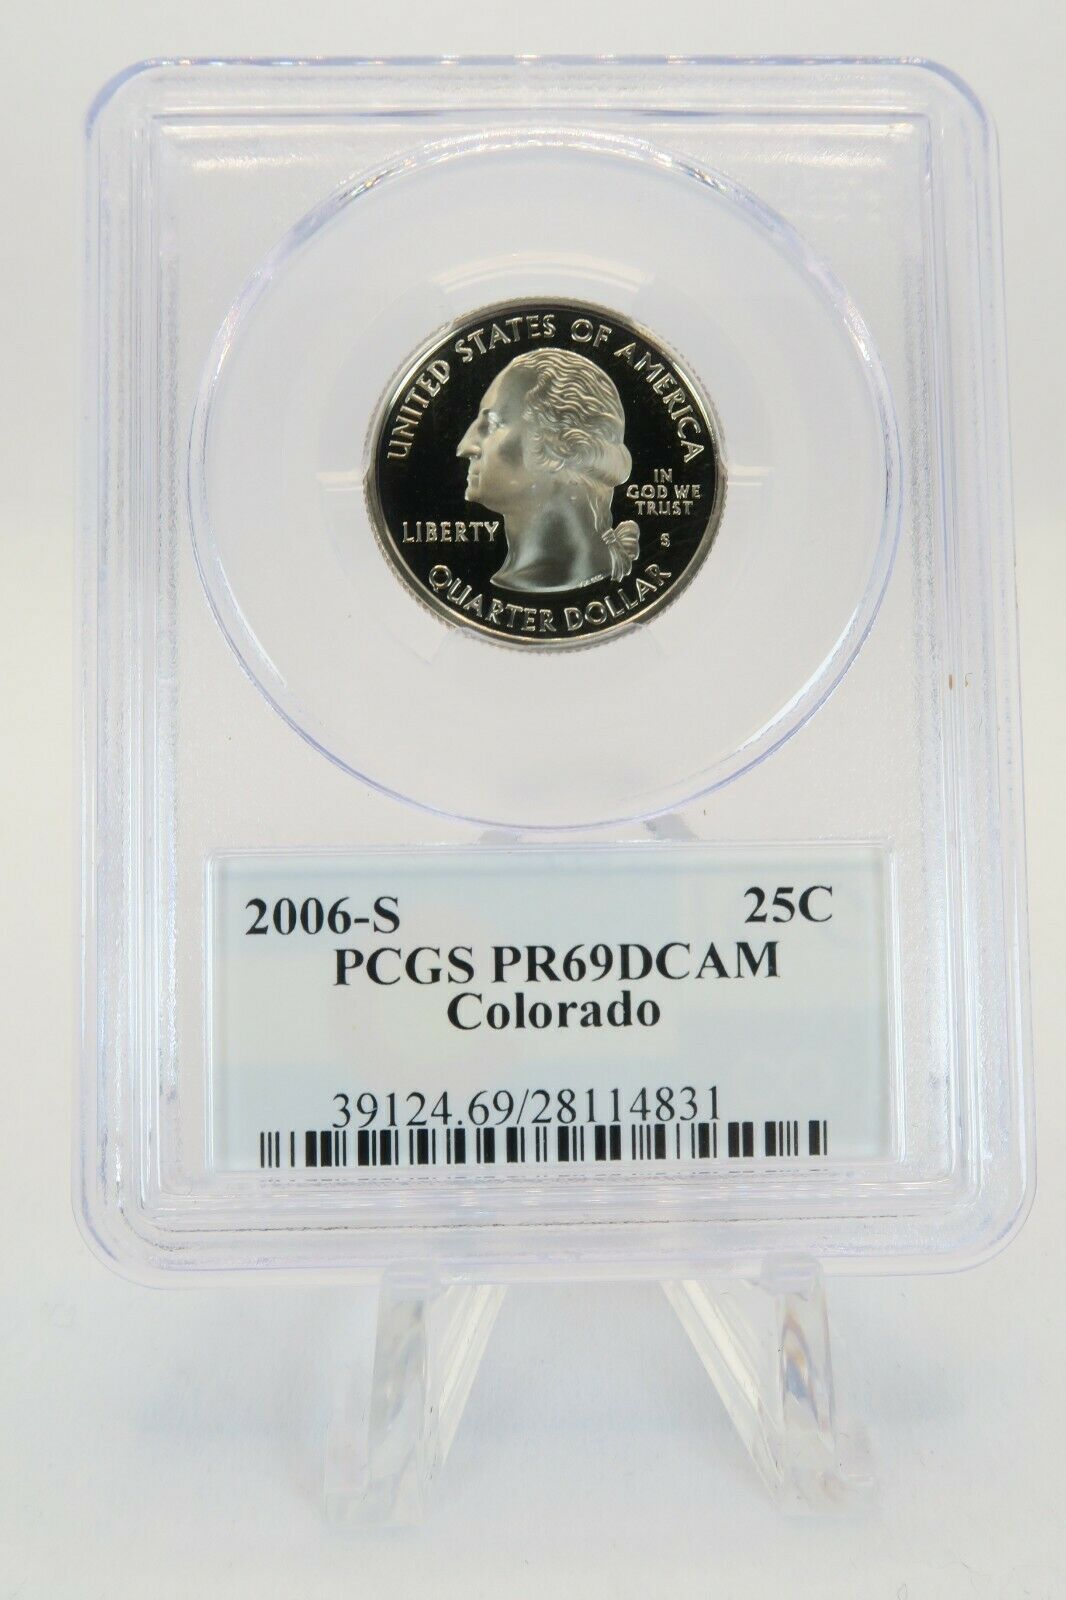 UNITED STATES OF AMERICA
IN
GOD WE
TRUST
LIBERTY
S
QUARTER DOLLAR
2006-S 25C
PCGS PR69DCAM
Colorado
39124.69/28114831